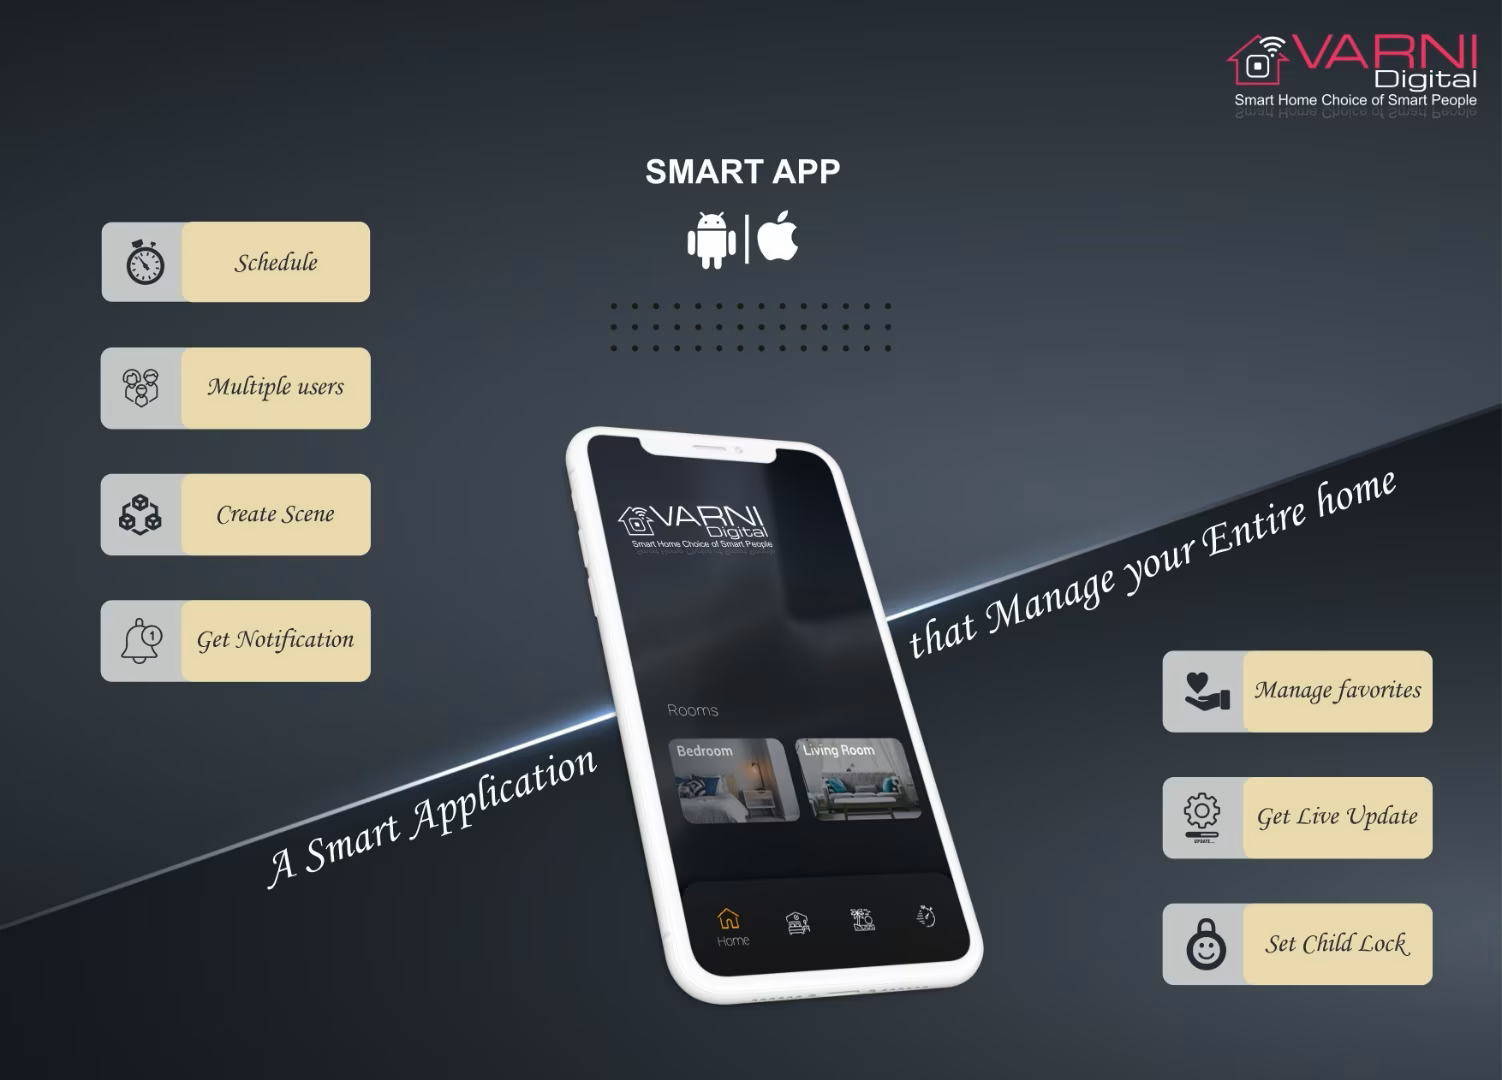 VARNI
Digital
Smart Home Choice of Smart People
SMART APP
Schedule
Multiple users
Create Scene
Get Notification
A Smart Application
that Manage your Entire home
VARNI
Digital
Smart Home Choice of Smart People
Rooms
Bedroom
Living Room
Home
Manage favorites
Get Live Update
UPDATE...
Set Child Lock
1